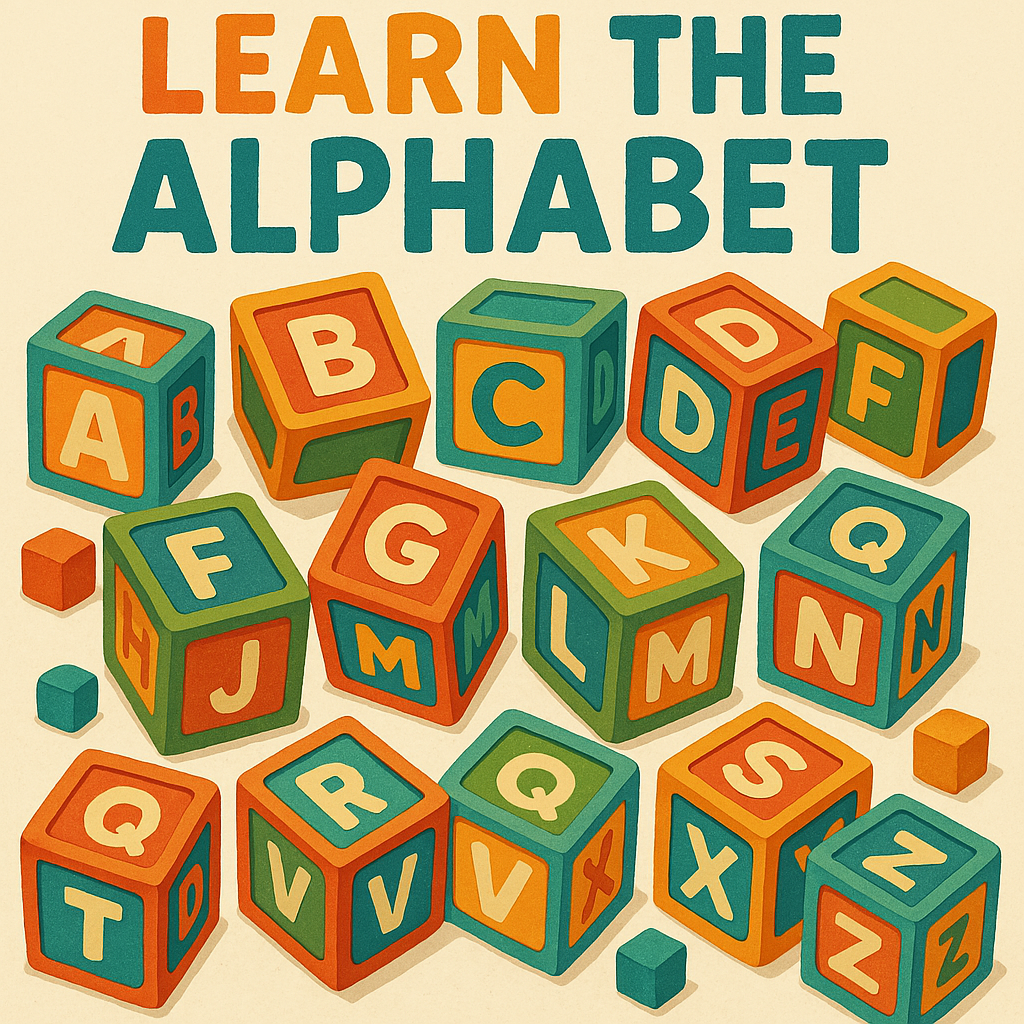 LEARN THE
ALPHABET
A B C D F
A B D D E
F G K Q
H J M M L M N N
Q R Q S
T D V V V X X Z
Z Z